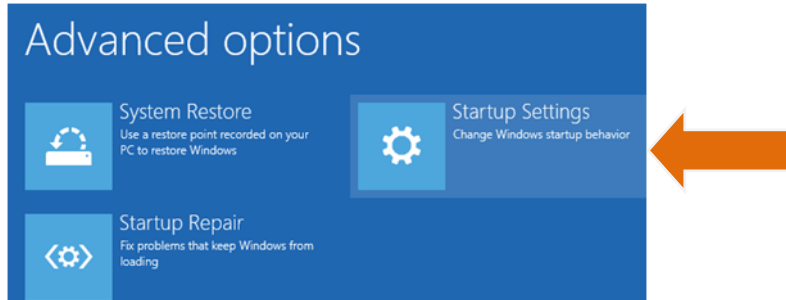 Advanced options
System Restore
Use a restore point recorded on your
PC to restore Windows
Startup Settings
Change Windows startup behavior
Startup Repair
Fix problems that keep Windows from
loading